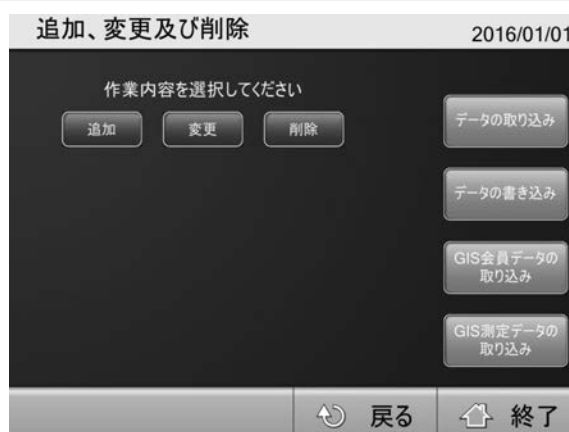 追加、変更及び削除
2016/01/01
作業内容を選択してください
追加
変更
削除
データの取り込み
データの書き込み
GIS会員データの
取り込み
GIS測定データの
取り込み
戻る
終了